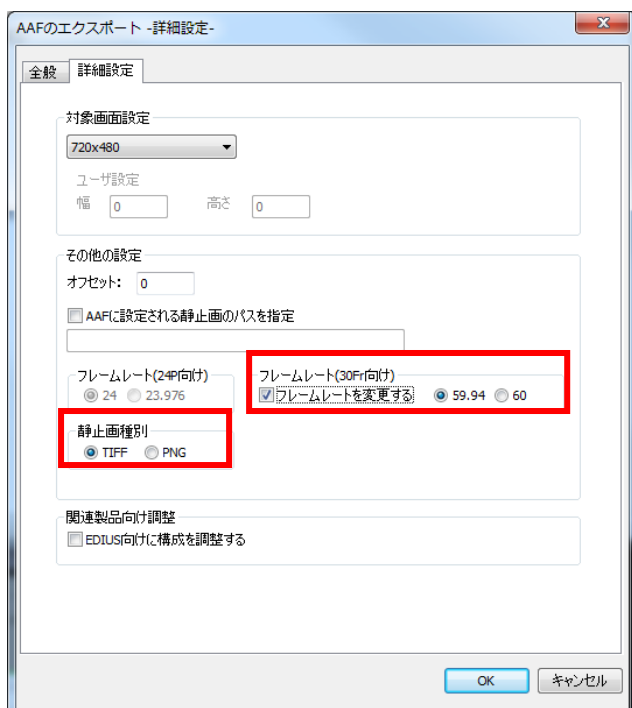 AAFのエクスポート -詳細設定-
全般 詳細設定
対象画面設定
720x480
ユーザ設定
幅 0 高さ 0
その他の設定
オフセット: 0
AAFに設定される静止画のパスを指定
フレームレート(24P向け) フレームレート(30Fr向け)
24 23.976 フレームレートを変更する 59.94 60
静止画種別
TIFF PNG
関連製品向け調整
EDIUS向けに構成を調整する
OK キャンセル